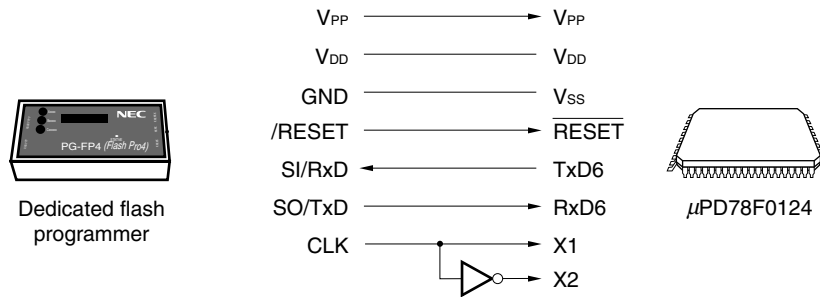 VPP VPP
VDD VDD
GND VSS
/RESET RESET
SI/RxD TxD6
SO/TxD RxD6
CLK X1
X2
NEC
PG-FP4 (Flash Pro4)
Dedicated flash
programmer
μPD78F0124